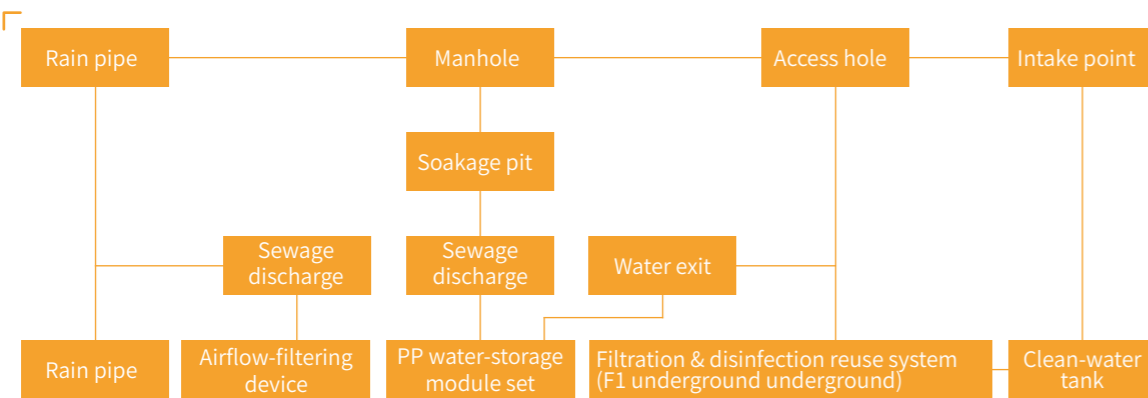 Rain pipe
Manhole
Access hole
Intake point
Soakage pit
Sewage
discharge
Sewage
discharge
Water exit
Rain pipe
Airflow-filtering
device
PP water-storage
module set
Filtration & disinfection reuse system
(F1 underground underground)
Clean-water
tank